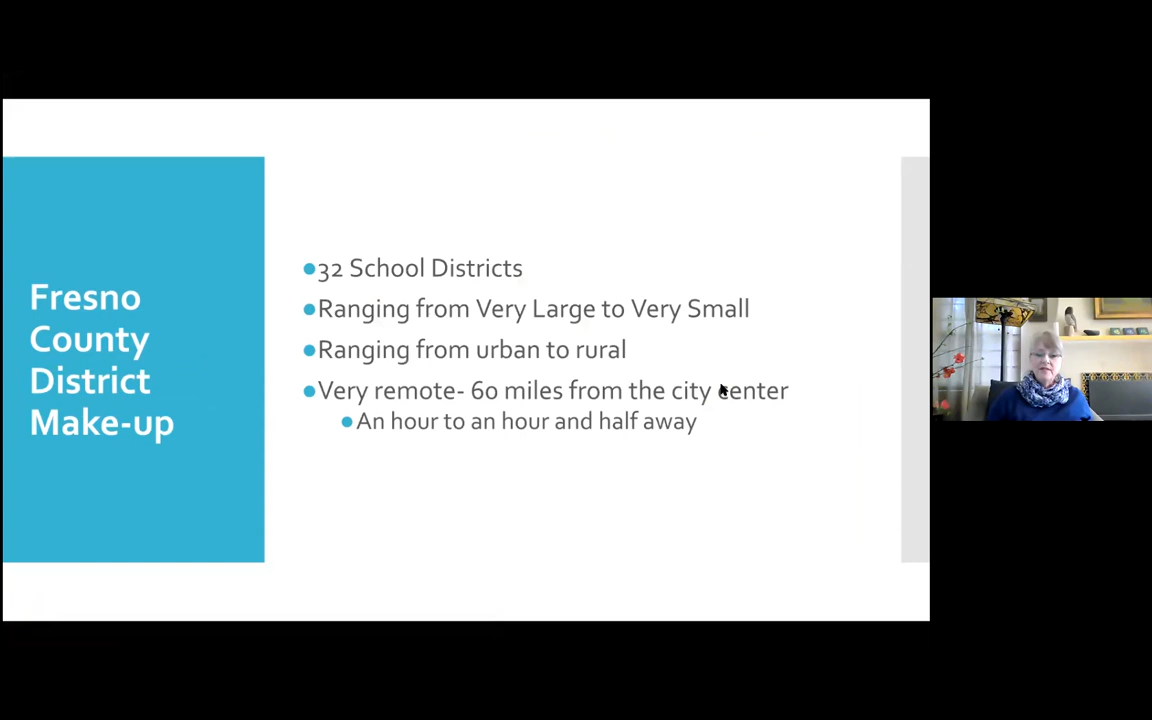 Fresno
County
District
Make-up
32 School Districts
Ranging from Very Large to Very Small
Ranging from urban to rural
Very remote- 60 miles from the city center
An hour to an hour and half away